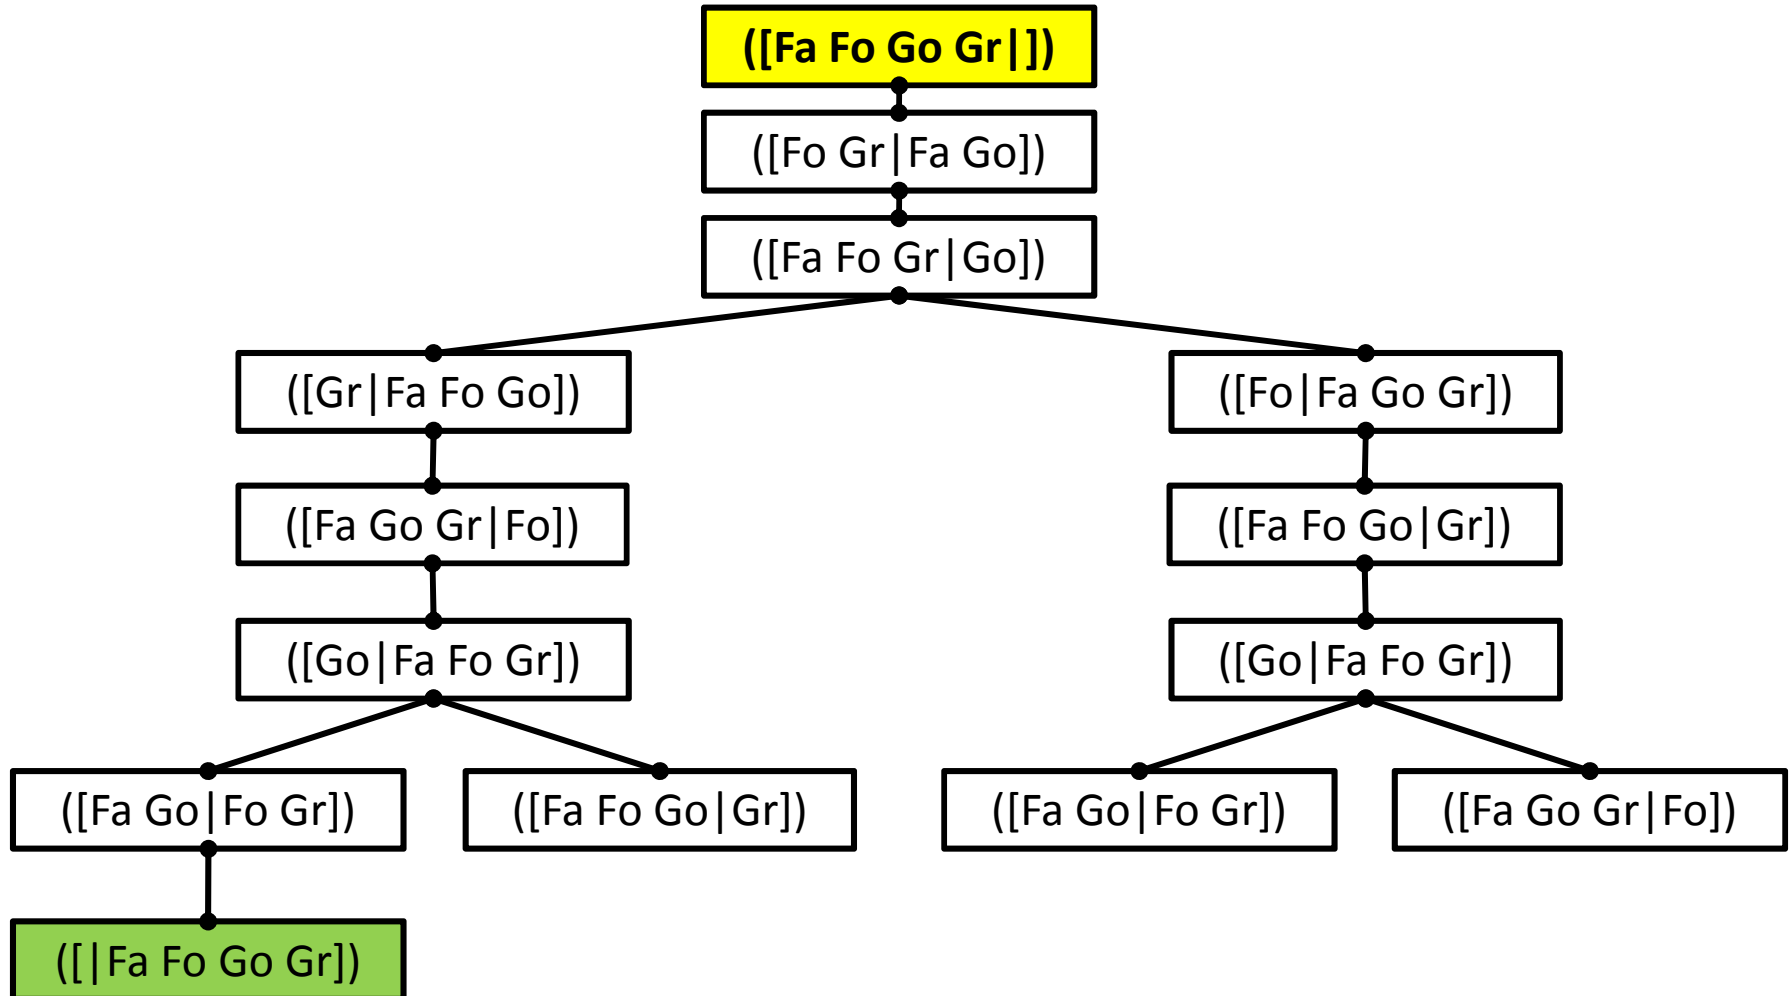 ([Fa Fo Go Gr|])
([Fo Gr|Fa Go])
([Fa Fo Gr|Go])
([Gr|Fa Fo Go])
([Fo|Fa Go Gr])
([Fa Go Gr|Fo])
([Fa Fo Go|Gr])
([Go|Fa Fo Gr])
([Go|Fa Fo Gr])
([Fa Go|Fo Gr])
([Fa Fo Go|Gr])
([Fa Go|Fo Gr])
([Fa Go Gr|Fo])
([|Fa Fo Go Gr])